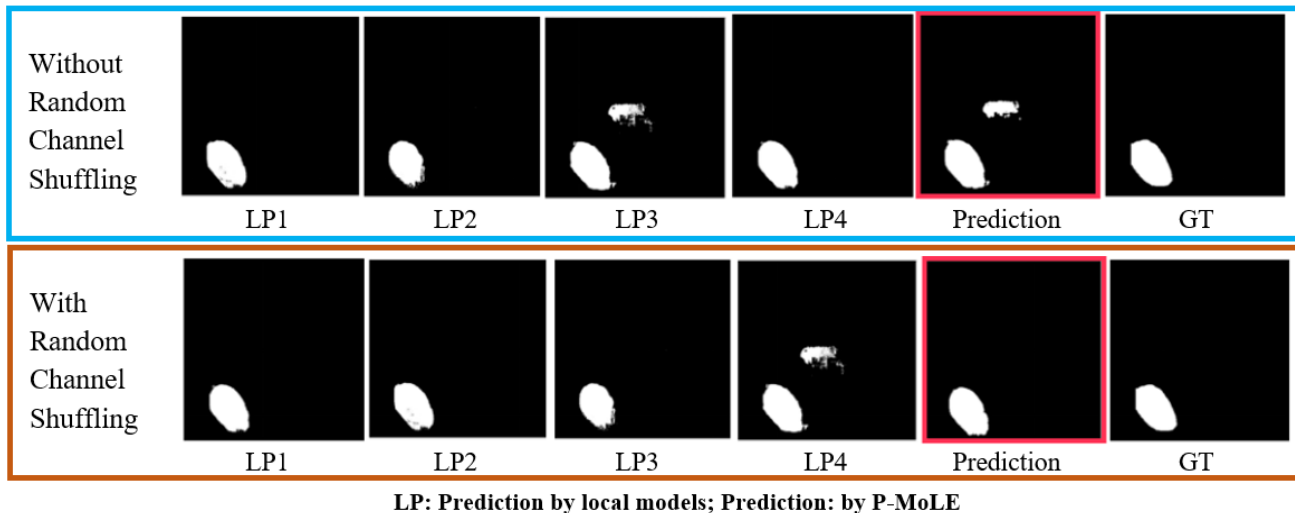 Without
Random
Channel
Shuffling
LP1 LP2 LP3 LP4 Prediction GT
With
Random
Channel
Shuffling
LP1 LP2 LP3 LP4 Prediction GT
LP: Prediction by local models; Prediction: by P-MoLE